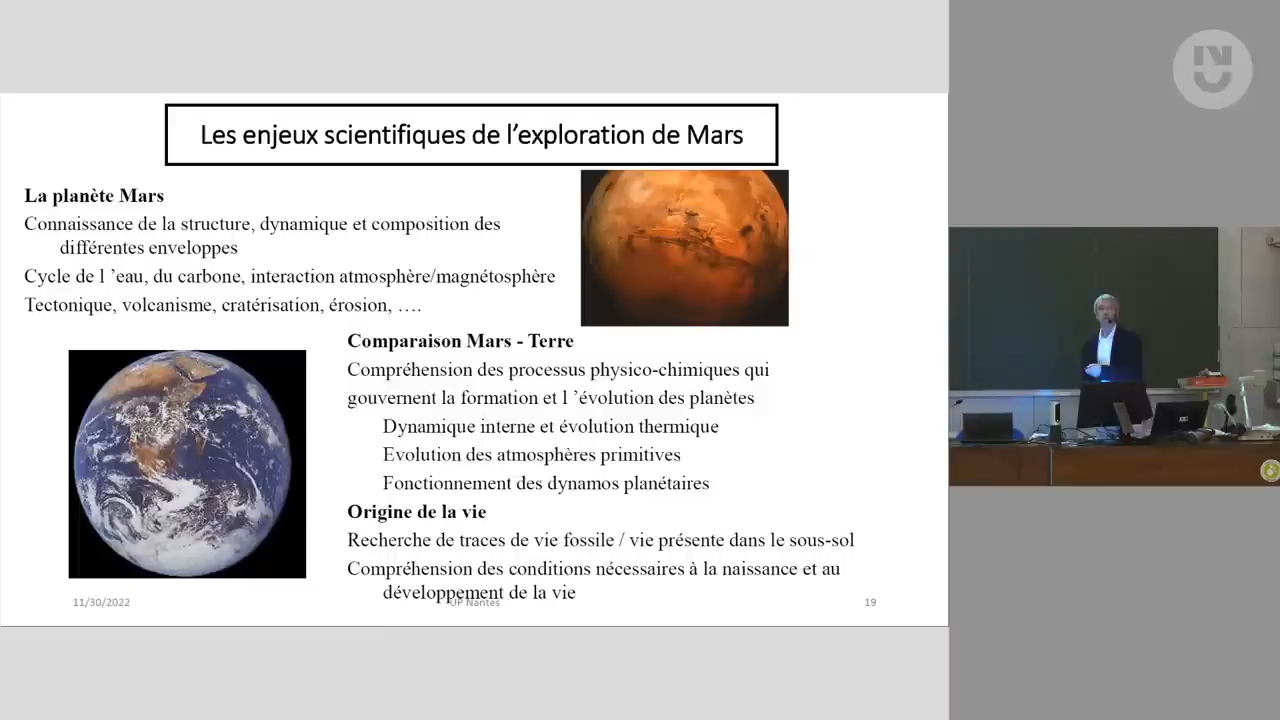 Les enjeux scientifiques de l’exploration de Mars
La planète Mars
Connaissance de la structure, dynamique et composition des
différentes enveloppes
Cycle de l ’eau, du carbone, interaction atmosphère/magnétosphère
Tectonique, volcanisme, cratérisation, érosion, ….
Comparaison Mars - Terre
Compréhension des processus physico-chimiques qui
gouvernent la formation et l ’évolution des planètes
Dynamique interne et évolution thermique
Evolution des atmosphères primitives
Fonctionnement des dynamos planétaires
Origine de la vie
Recherche de traces de vie fossile / vie présente dans le sous-sol
Compréhension des conditions nécessaires à la naissance et au
développement de la vie
11/30/2022
UP Nantes
19